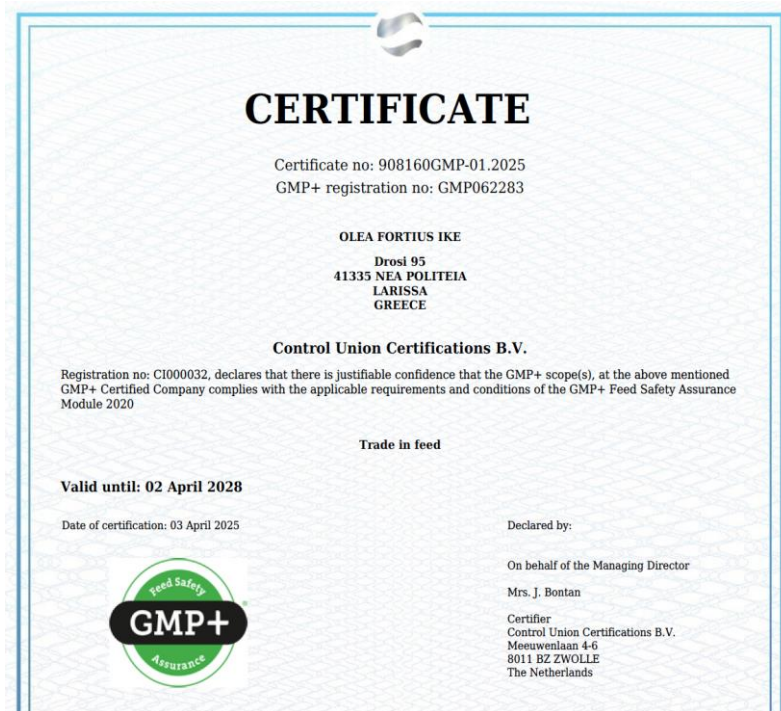 CERTIFICATE
Certificate no: 908160GMP-01.2025
GMP+ registration no: GMP062283
OLEA FORTIUS IKE
Drosi 95
41335 NEA POLITEIA
LARISSA
GREECE
Control Union Certifications B.V.
Registration no: CI000032, declares that there is justifiable confidence that the GMP+ scope(s), at the above mentioned
GMP+ Certified Company complies with the applicable requirements and conditions of the GMP+ Feed Safety Assurance
Module 2020
Trade in feed
Valid until: 02 April 2028
Date of certification: 03 April 2025
Declared by:
On behalf of the Managing Director
Mrs. J. Bontan
Certifier
Control Union Certifications B.V.
Meeuwenlaan 4-6
8011 BZ ZWOLLE
The Netherlands
Feed Safety
GMP+
Assurance